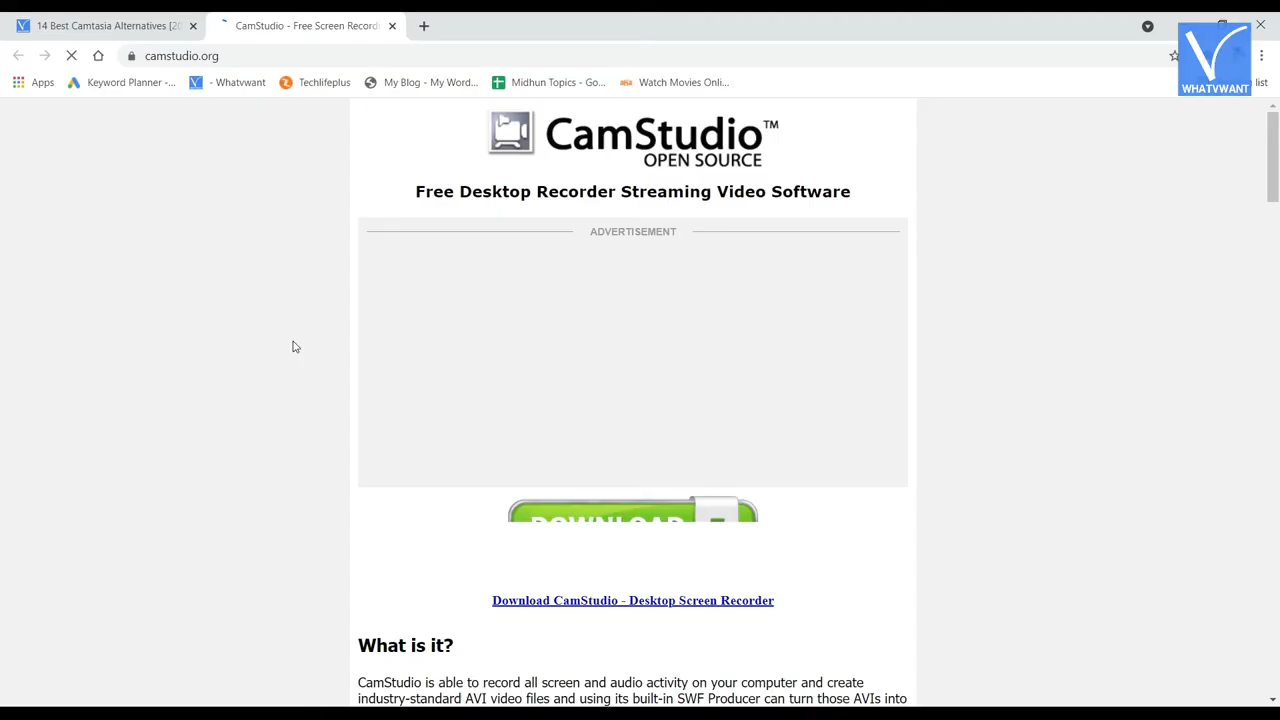 14 Best Camtasia Alternatives [20
CamStudio - Free Screen Record
camstudio.org
Apps
Keyword Planner -...
- Whatvwant
Techlifeplus
My Blog - My Word...
Midhun Topics - Go...
Watch Movies Onli...
list
WHATVWANT
CamStudio™
OPEN SOURCE
Free Desktop Recorder Streaming Video Software
ADVERTISEMENT
DOWNLOAD
Download CamStudio - Desktop Screen Recorder
What is it?
CamStudio is able to record all screen and audio activity on your computer and create
industry-standard AVI video files and using its built-in SWF Producer can turn those AVIs into